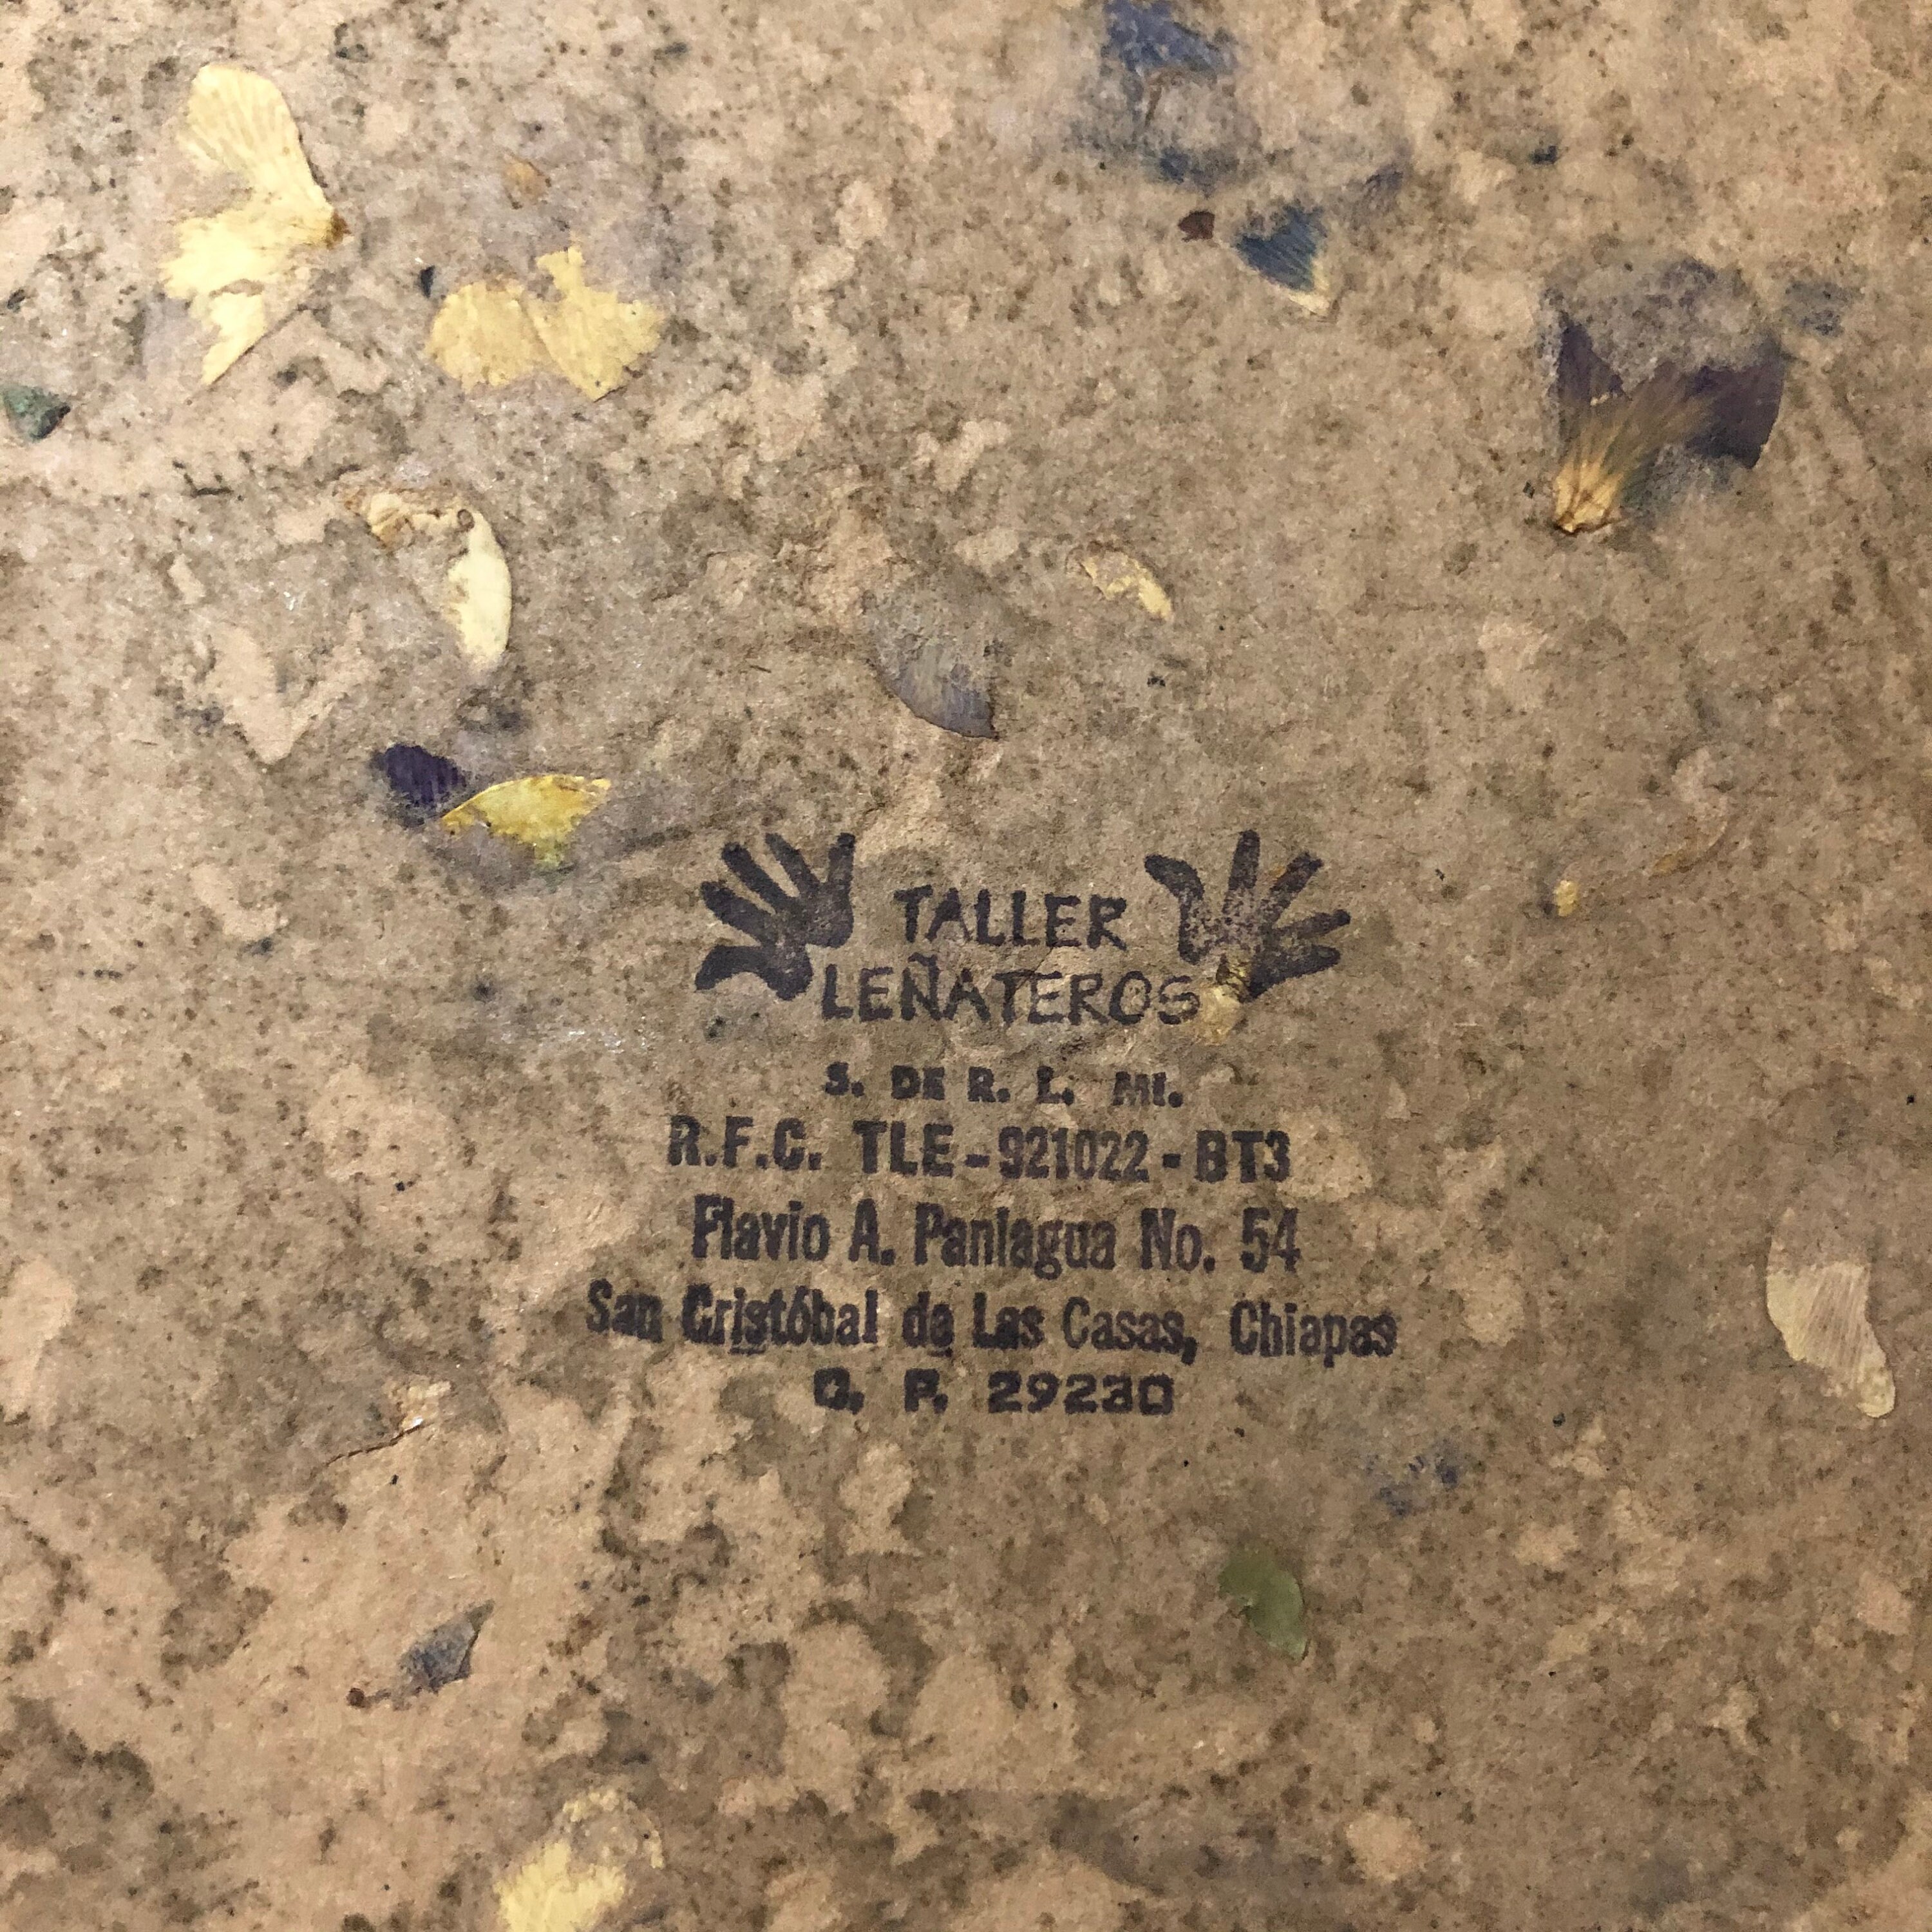 TALLER
LEÑATEROS
S. DE R. L. MI.
R.F.C. TLE-921022-BT3
Flavio A. Paniagua No. 54
San Cristóbal de Las Casas, Chiapas
C. P. 29230